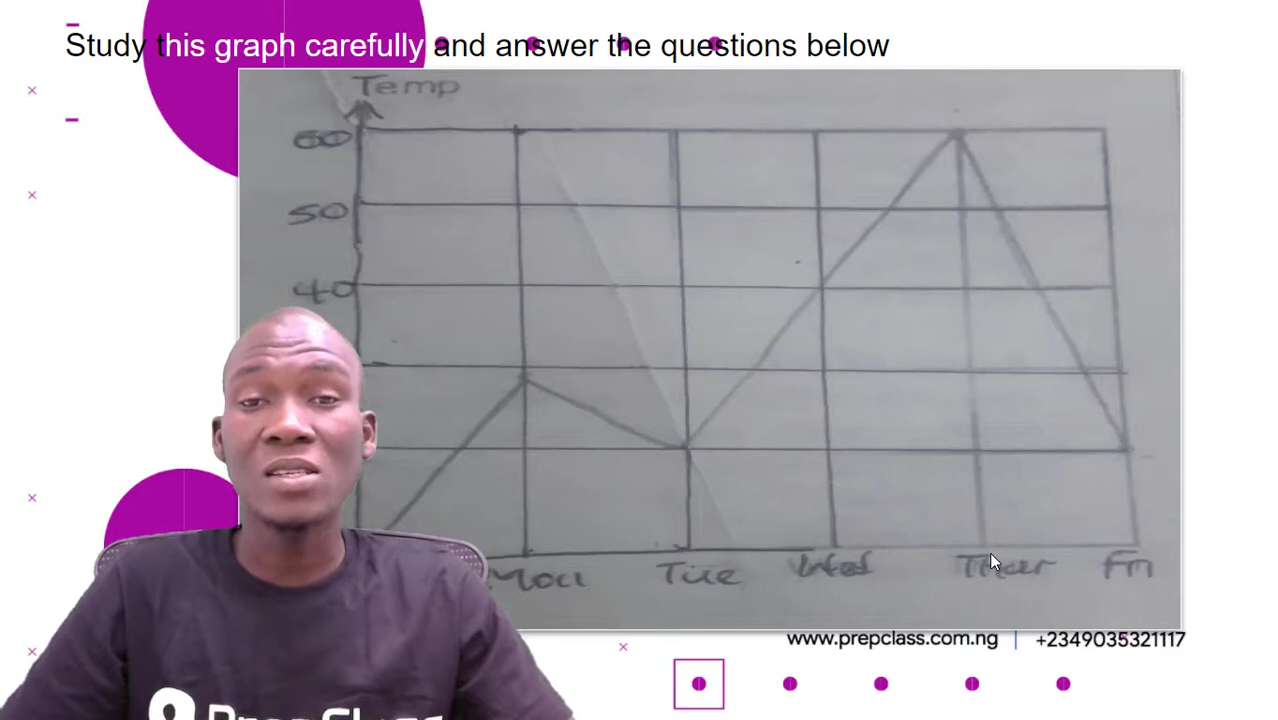 Study this graph carefully and answer the questions below
Temp
60
50
40
Mon Tue Wed Thur Fri
www.prepclass.com.ng | +2349035321117
PrepClass